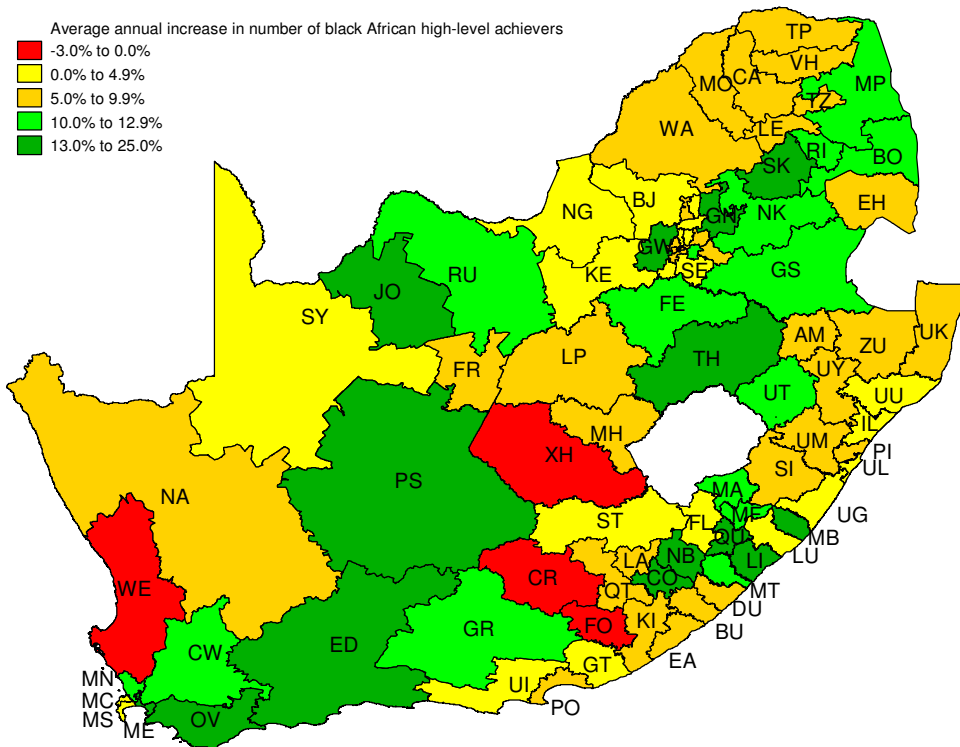 Average annual increase in number of black African high-level achievers
-3.0% to 0.0%
0.0% to 4.9%
5.0% to 9.9%
10.0% to 12.9%
13.0% to 25.0%
TP
VH
MO
CA
MP
TZ
WA
LE
RI
SK
BO
EH
NG
BJ
GN
NK
GW
RU
KE
SE
GS
JO
SY
FE
UK
AM
ZU
LP
TH
FR
UY
UT
UU
IL
MH
UM
XH
PI
SI
UL
PS
NA
MA
ST
FL
MF
UG
QU
MB
LU
NB
LA
LI
WE
CR
CO
QT
MT
DU
FO
KI
GR
BU
ED
CW
GT
EA
MN
UI
MC
PO
MS
OV
ME